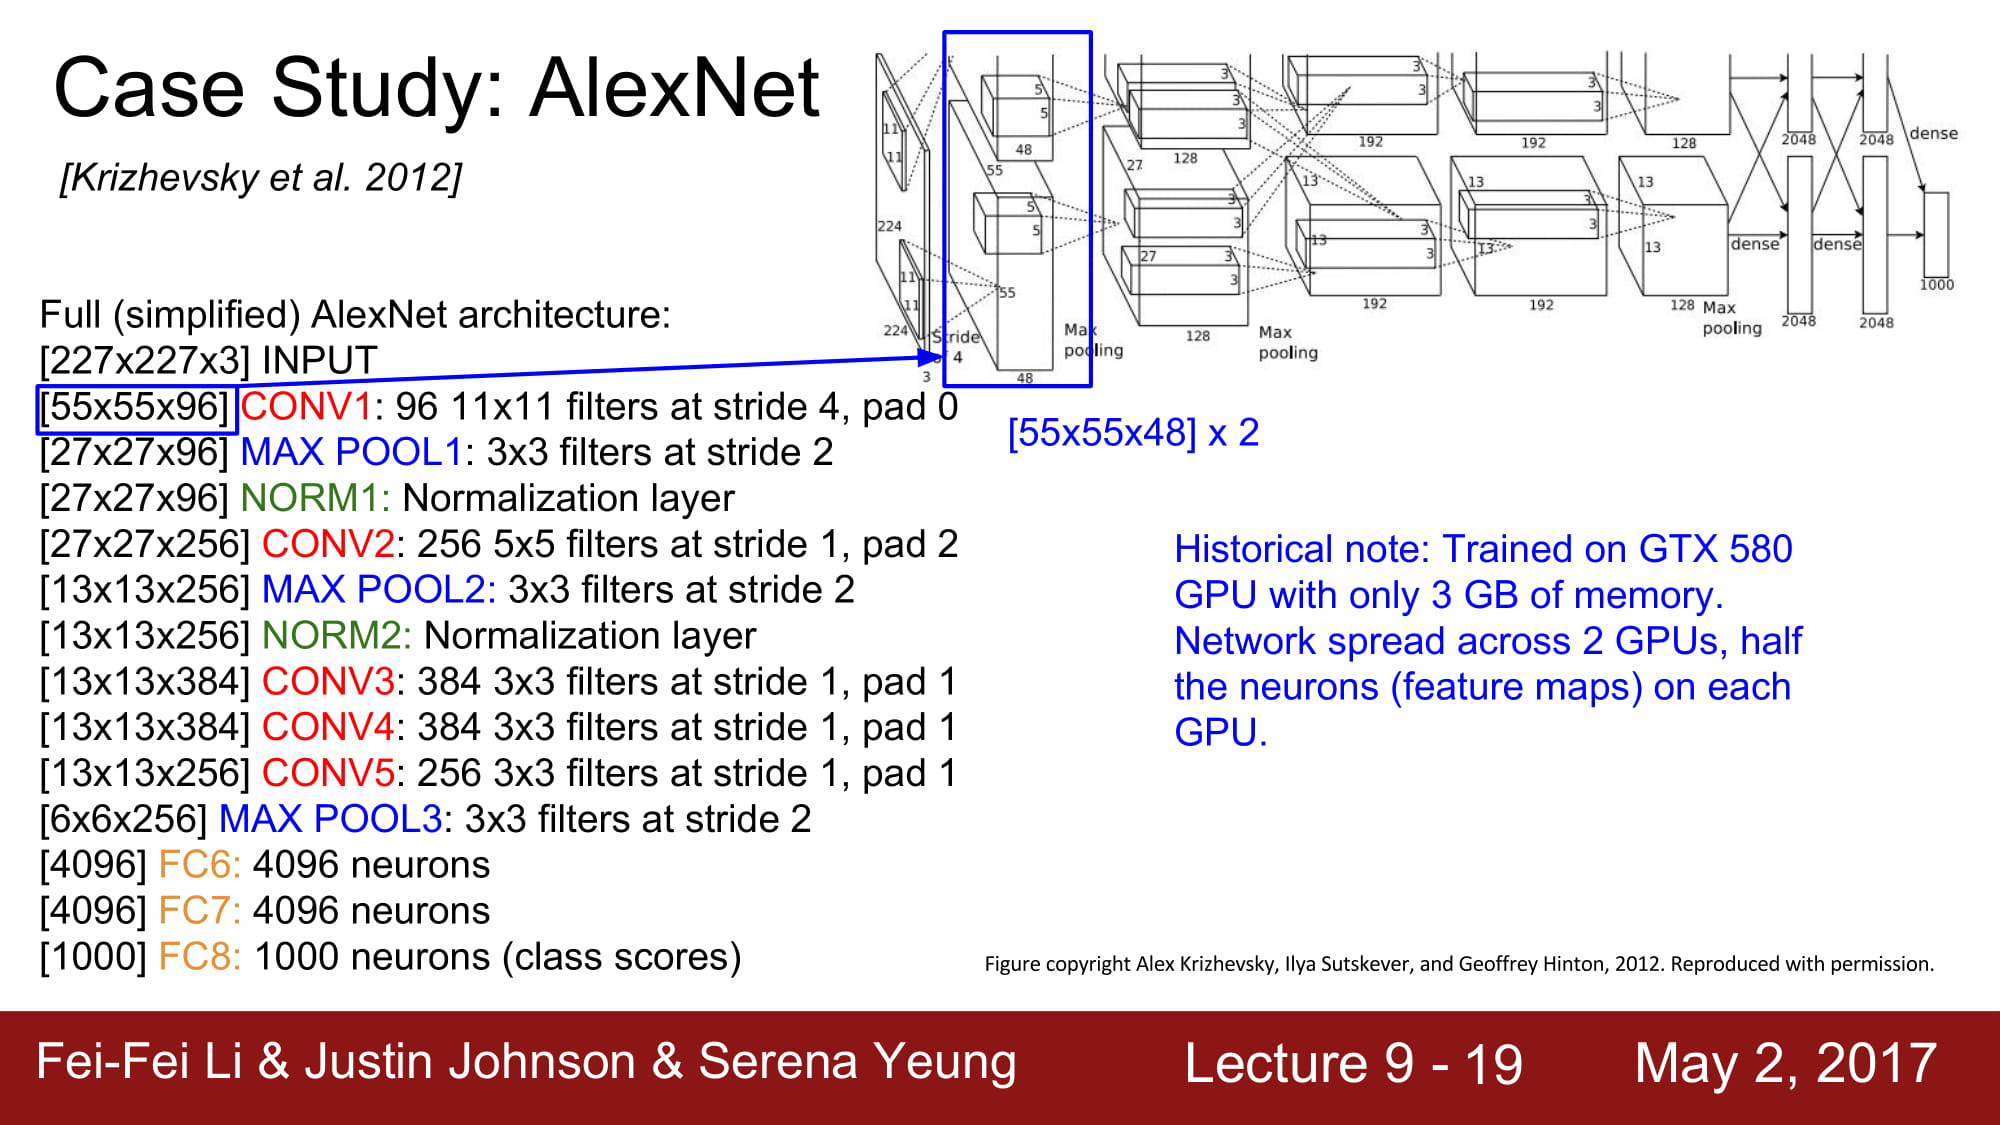 Case Study: AlexNet
[Krizhevsky et al. 2012]
Full (simplified) AlexNet architecture:
[227x227x3] INPUT
[55x55x96] CONV1: 96 11x11 filters at stride 4, pad 0
[27x27x96] MAX POOL1: 3x3 filters at stride 2
[27x27x96] NORM1: Normalization layer
[27x27x256] CONV2: 256 5x5 filters at stride 1, pad 2
[13x13x256] MAX POOL2: 3x3 filters at stride 2
[13x13x256] NORM2: Normalization layer
[13x13x384] CONV3: 384 3x3 filters at stride 1, pad 1
[13x13x384] CONV4: 384 3x3 filters at stride 1, pad 1
[13x13x256] CONV5: 256 3x3 filters at stride 1, pad 1
[6x6x256] MAX POOL3: 3x3 filters at stride 2
[4096] FC6: 4096 neurons
[4096] FC7: 4096 neurons
[1000] FC8: 1000 neurons (class scores)
11
11
224
11
11
224
3
Stride
4
5
5
48
55
5
5
55
48
Max
pooling
3
3
3
128
27
3
3
27
3
3
128
Max
pooling
3
3
192
13
13
3
3
192
3
3
192
13
3
3
13
192
128
13
13
128
Max
pooling
2048
2048
dense
dense
dense
2048
2048
1000
[55x55x48] x 2
Historical note: Trained on GTX 580
GPU with only 3 GB of memory.
Network spread across 2 GPUs, half
the neurons (feature maps) on each
GPU.
Figure copyright Alex Krizhevsky, Ilya Sutskever, and Geoffrey Hinton, 2012. Reproduced with permission.
Fei-Fei Li & Justin Johnson & Serena Yeung
Lecture 9 - 19
May 2, 2017